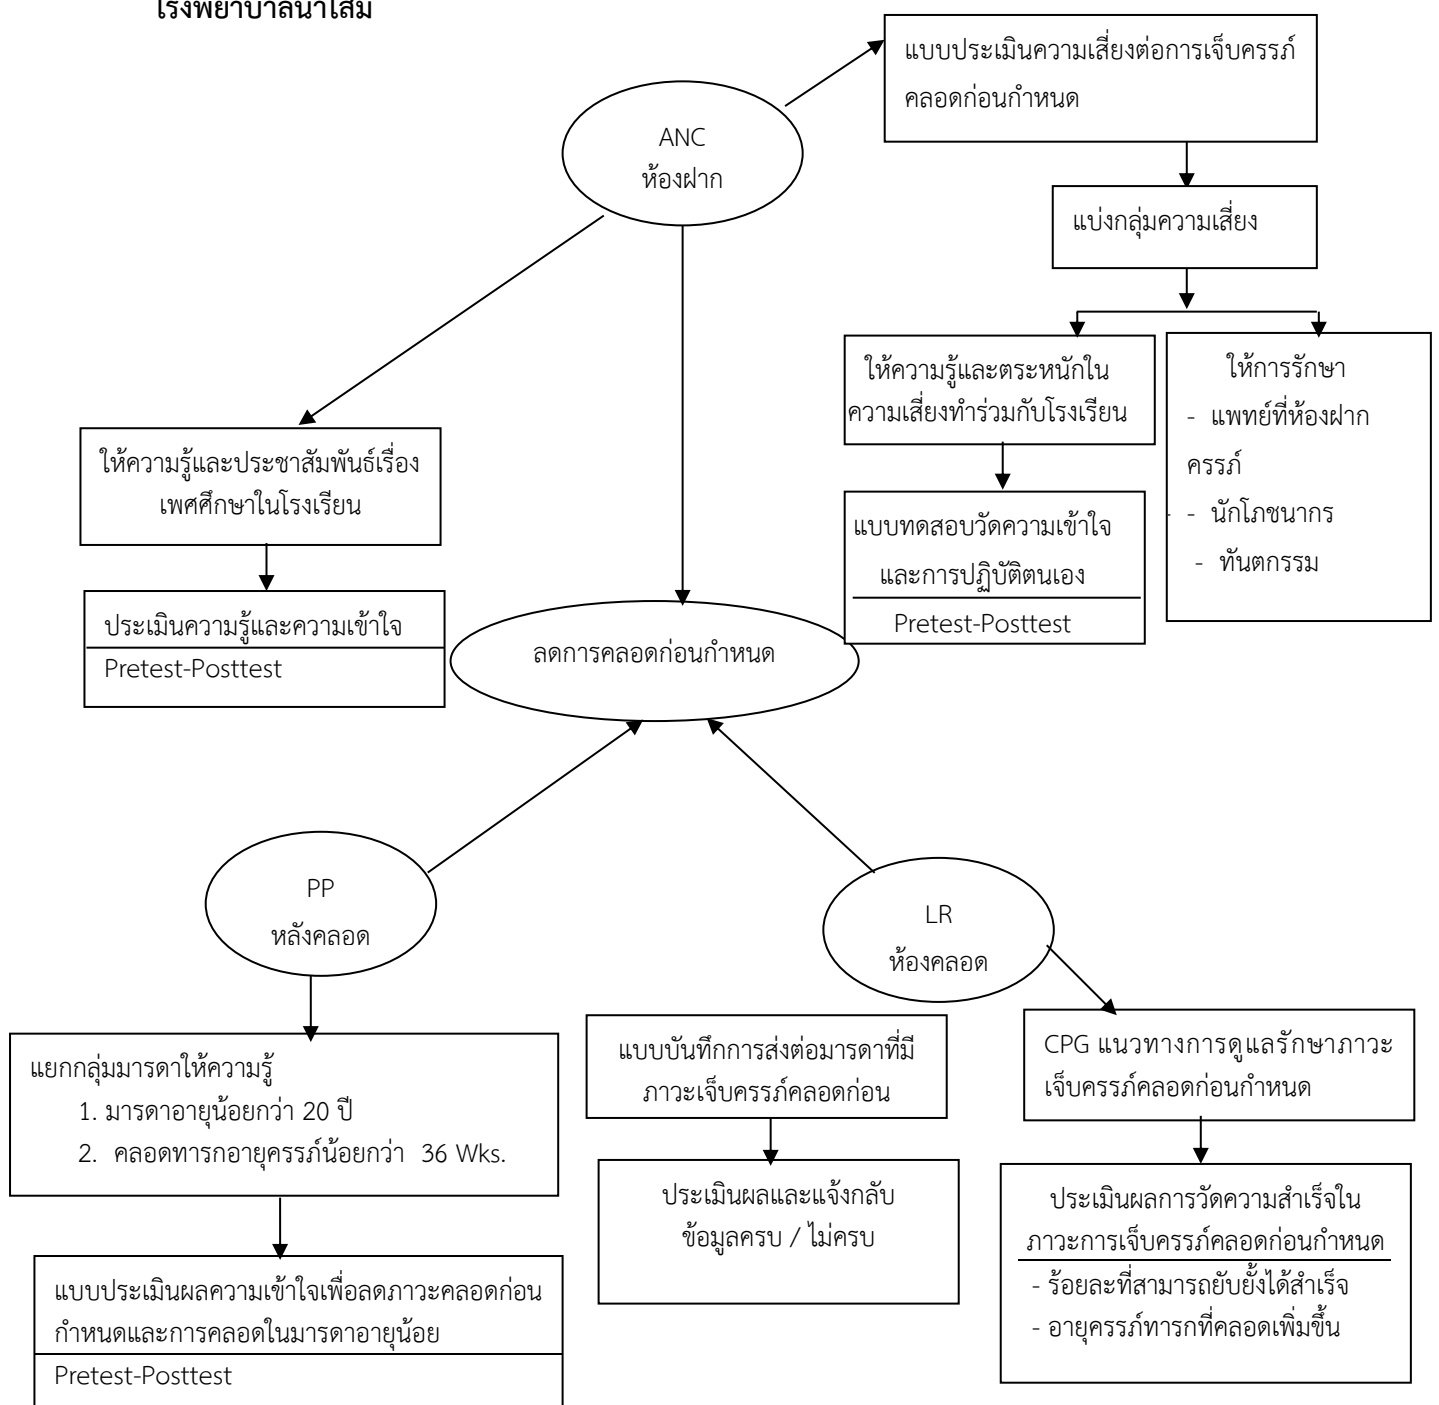 โรงพยาบาลนาโสม
แบบประเมินความเสี่ยงต่อการเจ็บครรภ์
คลอดก่อนกำหนด
ANC
ห้องฝาก
แบ่งกลุ่มความเสี่ยง
ให้ความรู้และตระหนักใน
ความเสี่ยงทำร่วมกับโรงเรียน
ให้การรักษา
- แพทย์ที่ห้องฝาก
ครรภ์
- - นักโภชนากร
- ทันตกรรม
ให้ความรู้และประชาสัมพันธ์เรื่อง
เพศศึกษาในโรงเรียน
แบบทดสอบวัดความเข้าใจ
และการปฏิบัติตนเอง
Pretest-Posttest
ประเมินความรู้และความเข้าใจ
Pretest-Posttest
ลดการคลอดก่อนกำหนด
PP
หลังคลอด
LR
ห้องคลอด
แยกกลุ่มมารดาให้ความรู้
1. มารดาอายุน้อยกว่า 20 ปี
2. คลอดทารกอายุครรภ์น้อยกว่า 36 Wks.
แบบบันทึกการส่งต่อมารดาที่มี
ภาวะเจ็บครรภ์คลอดก่อน
CPG แนวทางการดูแลรักษาภาวะ
เจ็บครรภ์คลอดก่อนกำหนด
ประเมินผลและแจ้งกลับ
ข้อมูลครบ / ไม่ครบ
ประเมินผลการวัดความสำเร็จใน
ภาวะการเจ็บครรภ์คลอดก่อนกำหนด
- ร้อยละที่สามารถยับยั้งได้สำเร็จ
- อายุครรภ์ทารกที่คลอดเพิ่มขึ้น
แบบประเมินผลความเข้าใจเพื่อลดภาวะคลอดก่อน
กำหนดและการคลอดในมารดาอายุน้อย
Pretest-Posttest